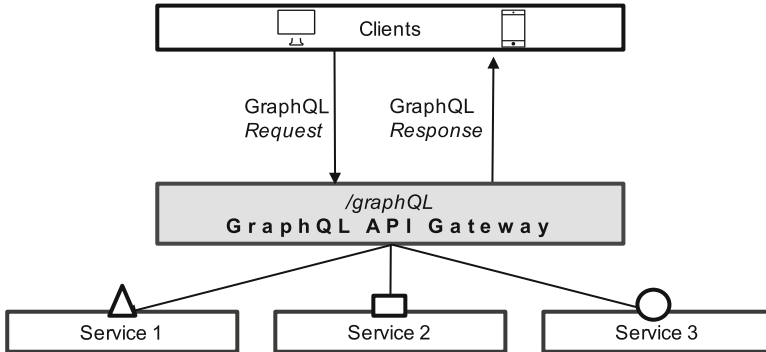 Clients
GraphQL
Request
GraphQL
Response
/graphQL
GraphQL API Gateway
Service 1
Service 2
Service 3